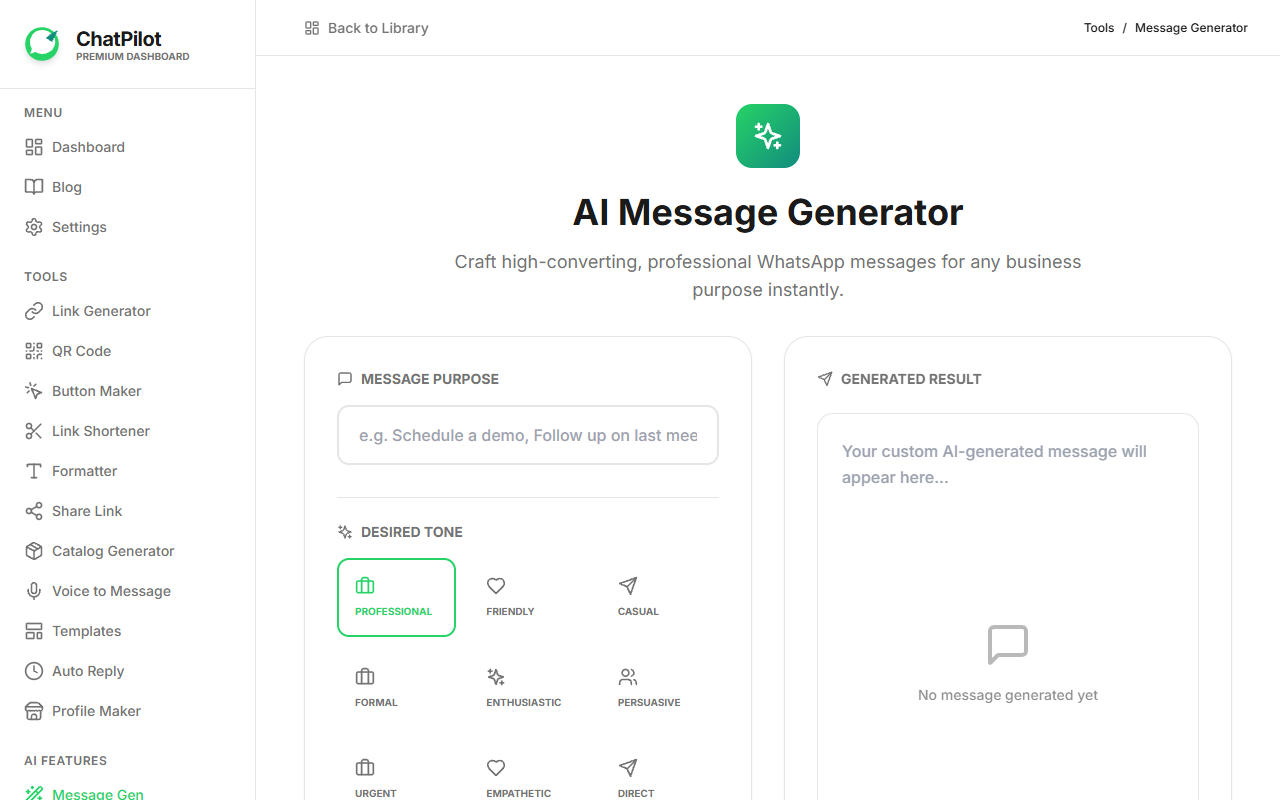 ChatPilot
PREMIUM DASHBOARD
MENU
Dashboard
Blog
Settings
TOOLS
Link Generator
QR Code
Button Maker
Link Shortener
Formatter
Share Link
Catalog Generator
Voice to Message
Templates
Auto Reply
Profile Maker
AI FEATURES
Message Gen
Back to Library
Tools / Message Generator
AI Message Generator
Craft high-converting, professional WhatsApp messages for any business
purpose instantly.
MESSAGE PURPOSE
e.g. Schedule a demo, Follow up on last mee
DESIRED TONE
PROFESSIONAL
FRIENDLY
CASUAL
FORMAL
ENTHUSIASTIC
PERSUASIVE
URGENT
EMPATHETIC
DIRECT
GENERATED RESULT
Your custom AI-generated message will
appear here...
No message generated yet